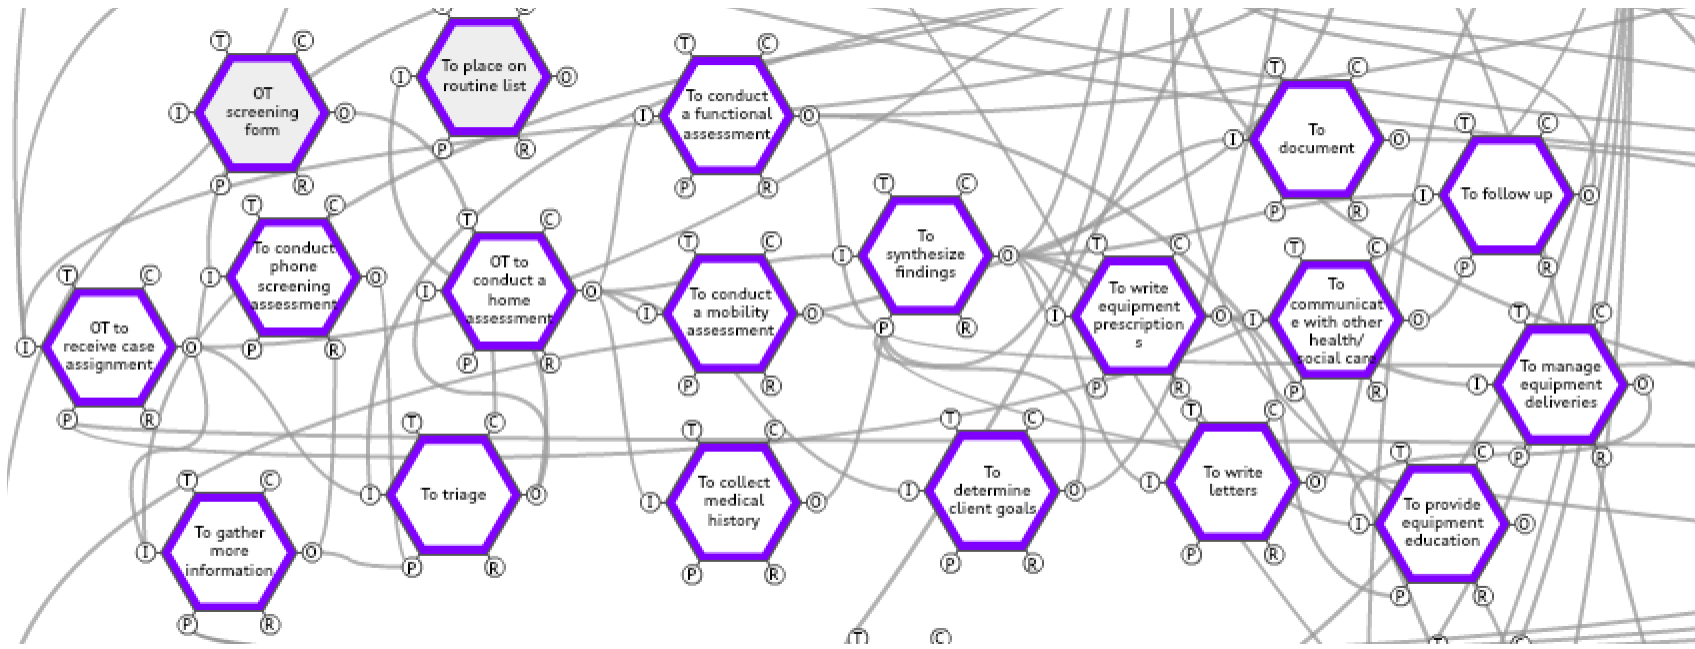 OT
screening
form
T
C
I
O
P
R
To place on
routine list
I
O
P
R
To conduct
a functional
assessment
T
C
I
O
P
R
To
document
T
C
I
O
P
R
To follow up
T
C
I
O
P
R
To conduct
phone
screening
assessment
T
C
I
O
P
R
OT to
conduct a
home
assessment
T
C
I
O
P
R
To
synthesize
findings
T
C
I
O
P
R
OT to
receive case
assignment
T
C
I
O
P
R
To conduct
a mobility
assessment
T
C
I
O
P
R
To write
equipment
prescription
s
T
C
I
O
P
R
To
communicat
e with other
health/
social care
T
C
I
O
P
R
To manage
equipment
deliveries
T
C
I
O
P
R
To gather
more
information
T
C
I
O
P
R
To triage
T
C
I
O
P
R
To collect
medical
history
T
C
I
O
P
R
To
determine
client goals
T
C
I
O
P
R
To write
letters
T
C
I
O
P
R
To provide
equipment
education
T
C
I
O
P
R
T
C